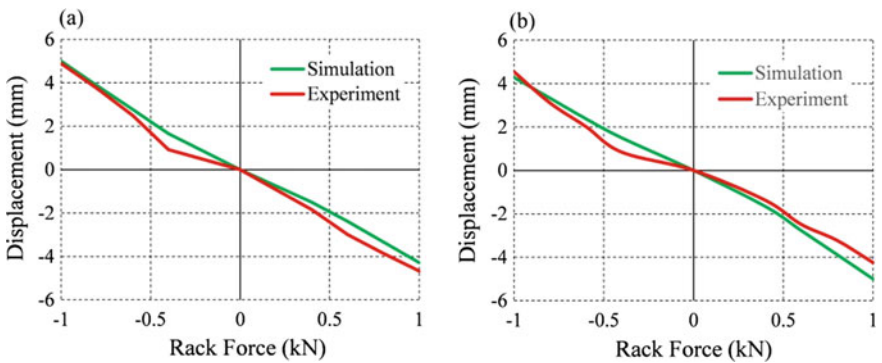 (a)
6
4
2
0
-2
-4
-6
Displacement (mm)
Simulation
Experiment
-1
-0.5
0
0.5
1
Rack Force (kN)
(b)
6
4
2
0
-2
-4
-6
Displacement (mm)
Simulation
Experiment
-1
-0.5
0
0.5
1
Rack Force (kN)